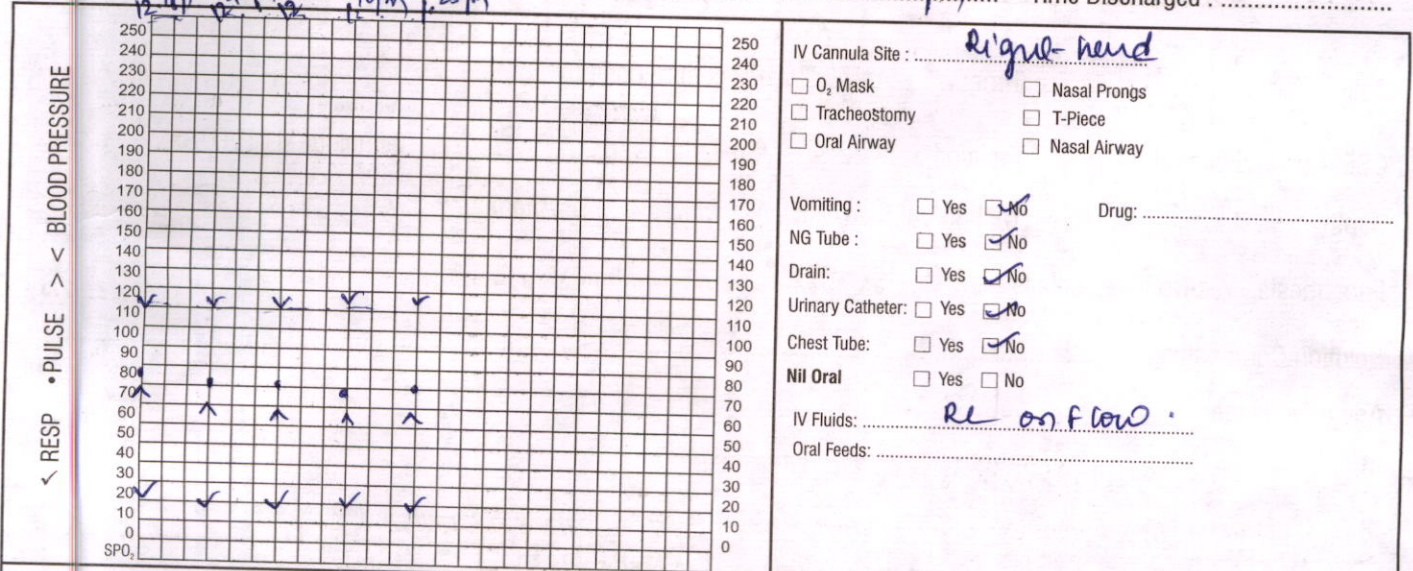 Time Discharged : ..........................
250 250
240 240
230 230
220 220
210 210
200 200
190 190
180 180
170 170
160 160
150 150
140 140
130 130
120 120
110 110
100 100
90 90
80 80
70 70
60 60
50 50
40 40
30 30
20 20
10 10
0 0
SPO₂
< RESP • PULSE > < BLOOD PRESSURE
IV Cannula Site :
O₂ Mask Nasal Prongs
Tracheostomy T-Piece
Oral Airway Nasal Airway
Vomiting : Yes No Drug: ..........................
NG Tube : Yes No
Drain: Yes No
Urinary Catheter: Yes No
Chest Tube: Yes No
Nil Oral Yes No
IV Fluids: RL on flow .
Oral Feeds: ..........................